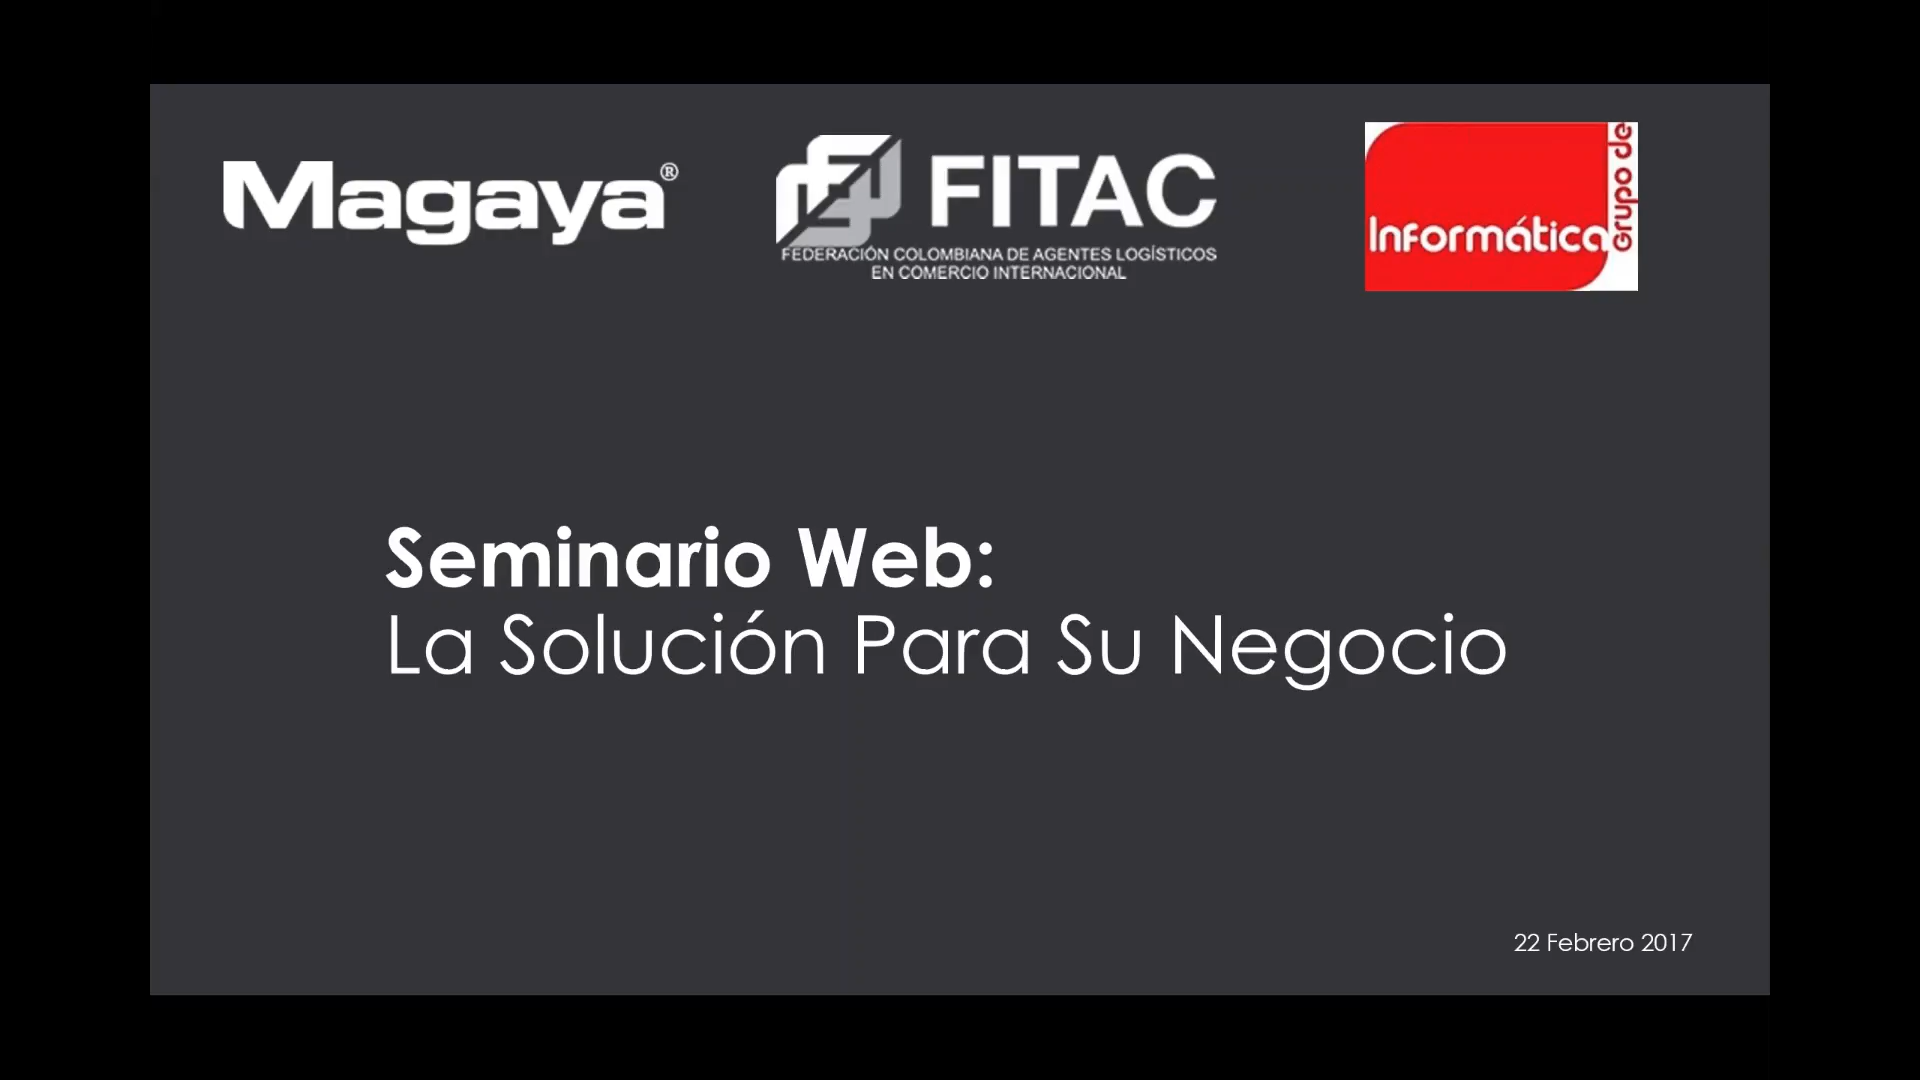 Magaya®
FITAC
FEDERACIÓN COLOMBIANA DE AGENTES LOGÍSTICOS
EN COMERCIO INTERNACIONAL
Grupo de
Informática
Seminario Web:
La Solución Para Su Negocio
22 Febrero 2017